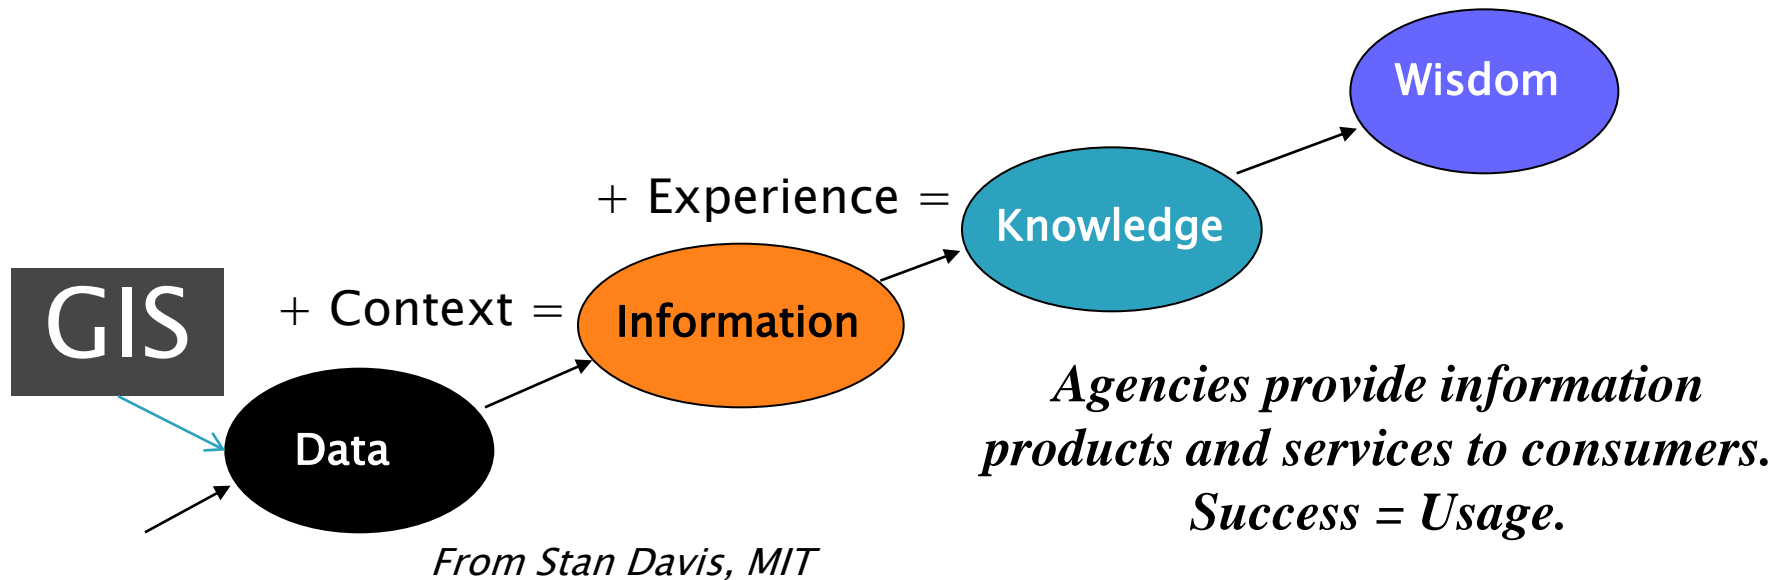 Wisdom
+ Experience =
Knowledge
GIS
+ Context =
Information
Data
Agencies provide information
products and services to consumers.
Success = Usage.
From Stan Davis, MIT